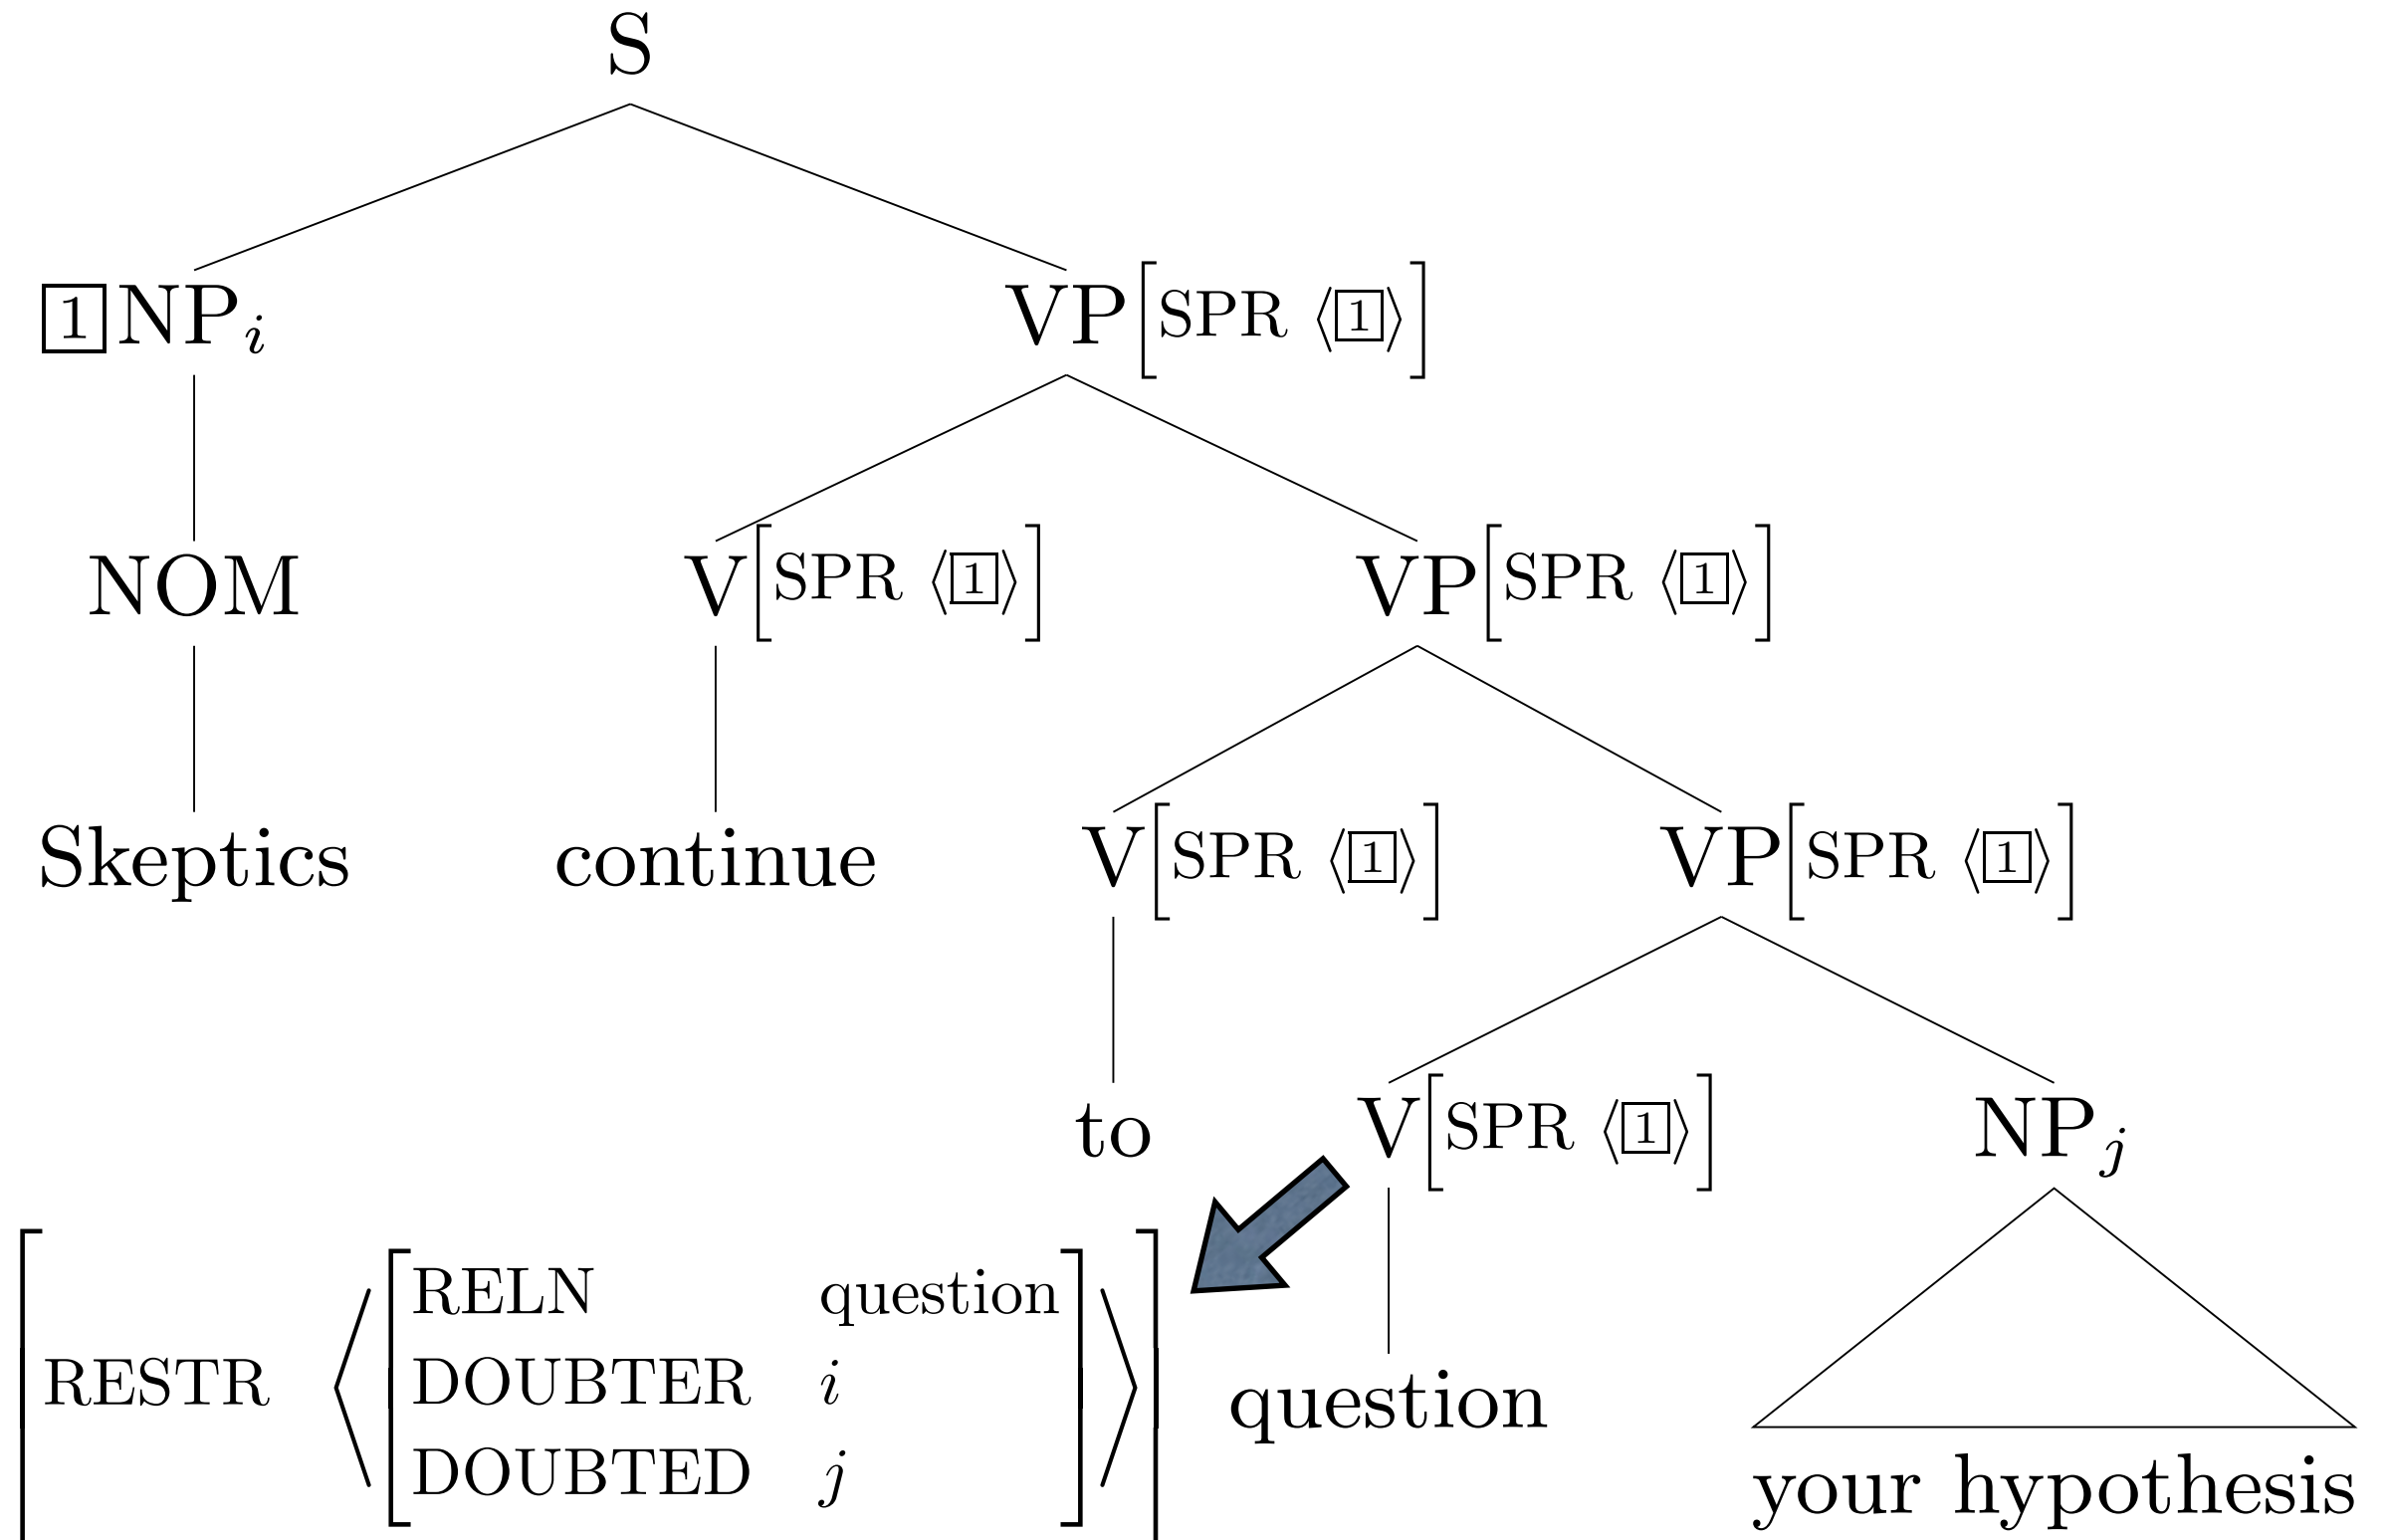 S
1 NPi VP[SPR ⟨1⟩]
NOM V[SPR ⟨1⟩] VP[SPR ⟨1⟩]
Skeptics continue V[SPR ⟨1⟩] VP[SPR ⟨1⟩]
to V[SPR ⟨1⟩] NPj
RELN question
RESTR ⟨[DOUBTER i]⟩ question
DOUBTED j your hypothesis